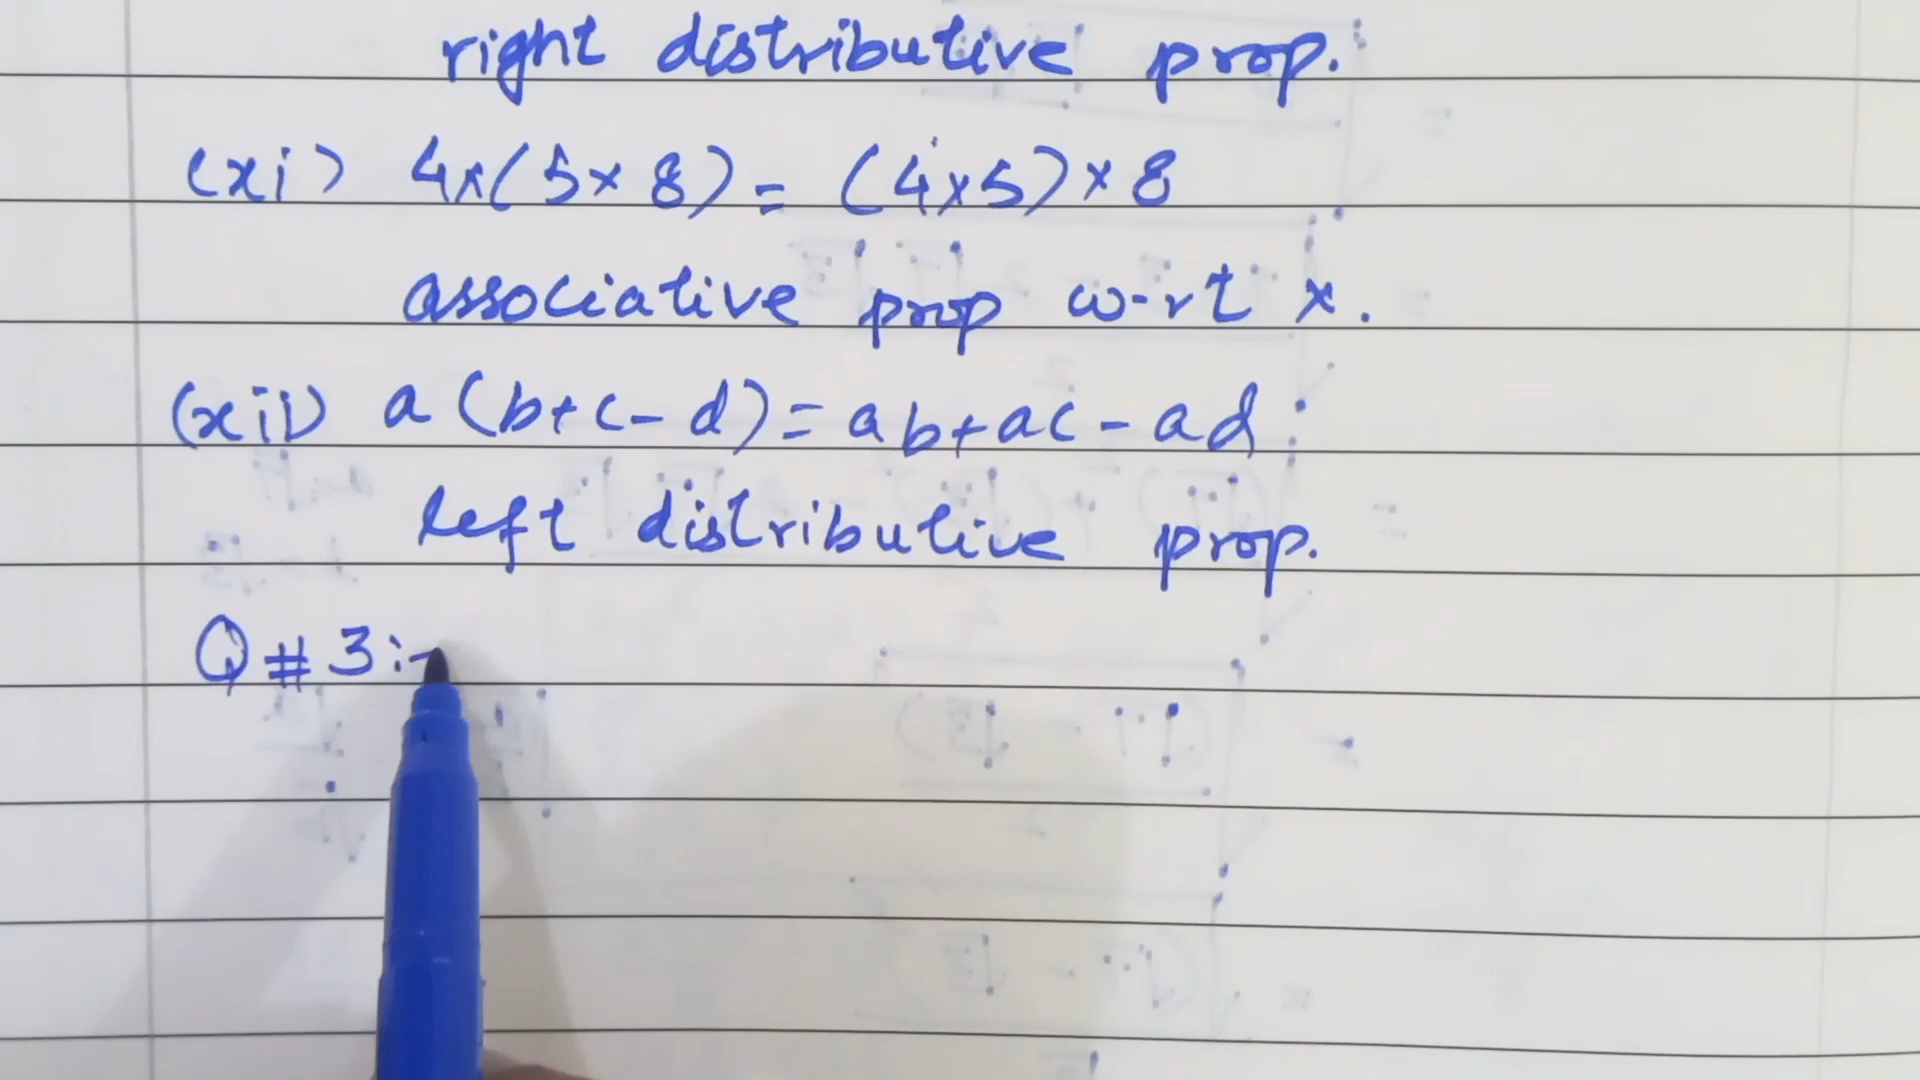 right distributive prop.
(xi) 4×(5×8) = (4×5)×8
associative prop w-rt ×.
(xii) a (b+c-d) = ab+ac-ad
left distributive prop.
Q # 3:-